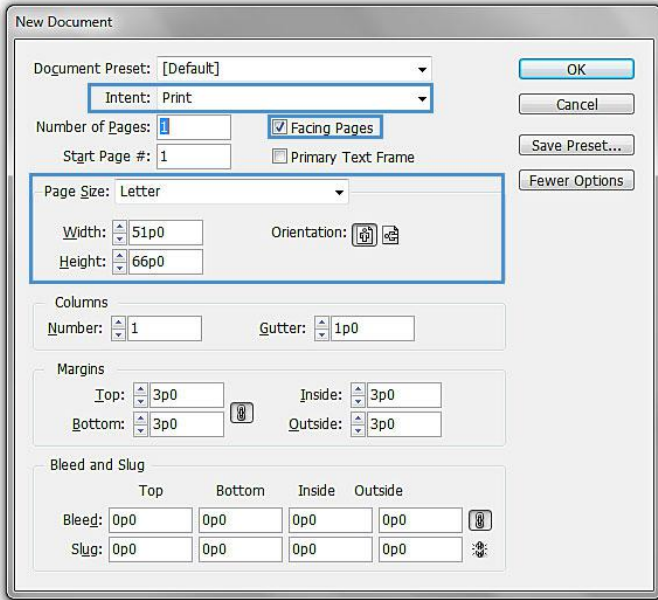 New Document
Document Preset: [Default]
OK
Intent: Print
Cancel
Number of Pages: 1
Facing Pages
Save Preset...
Start Page #: 1
Primary Text Frame
Fewer Options
Page Size: Letter
Width: 51p0
Orientation:
Height: 66p0
Columns
Number: 1
Gutter: 1p0
Margins
Top: 3p0
Inside: 3p0
Bottom: 3p0
Outside: 3p0
Bleed and Slug
Top Bottom Inside Outside
Bleed: 0p0 0p0 0p0 0p0
Slug: 0p0 0p0 0p0 0p0